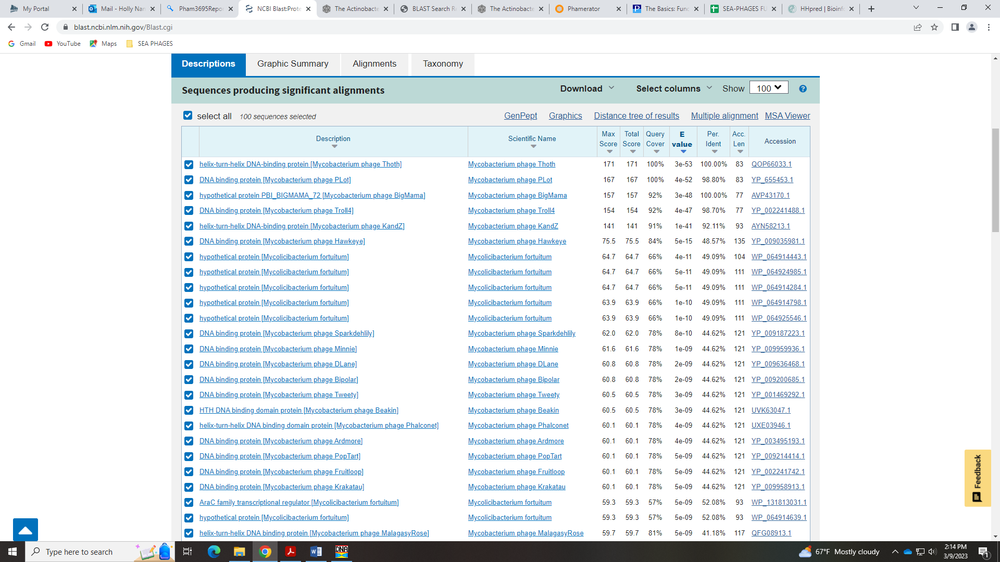 My Portal
Mail - Holly Nan
Pham3695Repor
NCBI Blast:Prote
The Actinobacte
BLAST Search Re
The Actinobacte
Phamerator
The Basics: Func
SEA-PHAGES FU
HHpred | Bioinfo
blast.ncbi.nlm.nih.gov/Blast.cgi
Gmail YouTube Maps SEA PHAGES
Descriptions Graphic Summary Alignments Taxonomy
Sequences producing significant alignments Download Select columns Show 100
select all 100 sequences selected GenPept Graphics Distance tree of results Multiple alignment MSA Viewer
Description Scientific Name Max Score Total Score Query Cover E value Per. Ident Acc. Len Accession
helix-turn-helix DNA-binding protein [Mycobacterium phage Thoth] Mycobacterium phage Thoth 171 171 100% 3e-53 100.00% 83 QOP66033.1
DNA binding protein [Mycobacterium phage PLot] Mycobacterium phage PLot 167 167 100% 4e-52 98.80% 83 YP_655453.1
hypothetical protein PBI_BIGMAMA_72 [Mycobacterium phage BigMama] Mycobacterium phage BigMama 157 157 92% 3e-48 100.00% 77 AVP43170.1
DNA binding protein [Mycobacterium phage Troll4] Mycobacterium phage Troll4 154 154 92% 4e-47 98.70% 77 YP_002241488.1
helix-turn-helix DNA-binding protein [Mycobacterium phage KandZ] Mycobacterium phage KandZ 141 141 91% 1e-41 92.11% 93 AYN58213.1
DNA binding protein [Mycobacterium phage Hawkeye] Mycobacterium phage Hawkeye 75.5 75.5 84% 5e-15 48.57% 135 YP_009035981.1
hypothetical protein [Mycolicibacterium fortuitum] Mycolicibacterium fortuitum 64.7 64.7 66% 4e-11 49.09% 104 WP_064914443.1
hypothetical protein [Mycolicibacterium fortuitum] Mycolicibacterium fortuitum 64.7 64.7 66% 5e-11 49.09% 111 WP_064924985.1
hypothetical protein [Mycolicibacterium fortuitum] Mycolicibacterium fortuitum 64.7 64.7 66% 5e-11 49.09% 111 WP_064914284.1
hypothetical protein [Mycolicibacterium fortuitum] Mycolicibacterium fortuitum 63.9 63.9 66% 1e-10 49.09% 111 WP_064914798.1
hypothetical protein [Mycolicibacterium fortuitum] Mycolicibacterium fortuitum 63.9 63.9 66% 1e-10 49.09% 111 WP_064925546.1
DNA binding protein [Mycobacterium phage Sparkdehlily] Mycobacterium phage Sparkdehlily 62.0 62.0 78% 8e-10 44.62% 121 YP_009187223.1
DNA binding protein [Mycobacterium phage Minnie] Mycobacterium phage Minnie 61.6 61.6 78% 1e-09 44.62% 121 YP_009959936.1
DNA binding protein [Mycobacterium phage DLane] Mycobacterium phage DLane 60.8 60.8 78% 2e-09 44.62% 121 YP_009636468.1
DNA binding protein [Mycobacterium phage Bipolar] Mycobacterium phage Bipolar 60.8 60.8 78% 2e-09 44.62% 121 YP_009200685.1
DNA binding protein [Mycobacterium phage Tweety] Mycobacterium phage Tweety 60.5 60.5 78% 3e-09 44.62% 121 YP_001469292.1
HTH DNA binding domain protein [Mycobacterium phage Beakin] Mycobacterium phage Beakin 60.5 60.5 78% 3e-09 44.62% 121 UVK63047.1
helix-turn-helix DNA binding domain protein [Mycobacterium phage Phalconet] Mycobacterium phage Phalconet 60.1 60.1 78% 4e-09 44.62% 121 UXE03946.1
DNA binding protein [Mycobacterium phage Ardmore] Mycobacterium phage Ardmore 60.1 60.1 78% 4e-09 44.62% 121 YP_003495193.1
DNA binding protein [Mycobacterium phage PopTart] Mycobacterium phage PopTart 60.1 60.1 78% 5e-09 44.62% 121 YP_009214414.1
DNA binding protein [Mycobacterium phage Fruitloop] Mycobacterium phage Fruitloop 60.1 60.1 78% 5e-09 44.62% 121 YP_002241742.1
DNA binding protein [Mycobacterium phage Krakatau] Mycobacterium phage Krakatau 60.1 60.1 78% 5e-09 44.62% 121 YP_009958913.1
AraC family transcriptional regulator [Mycolicibacterium fortuitum] Mycolicibacterium fortuitum 59.3 59.3 57% 5e-09 52.08% 93 WP_131813031.1
hypothetical protein [Mycolicibacterium fortuitum] Mycolicibacterium fortuitum 59.3 59.3 57% 5e-09 52.08% 93 WP_064914639.1
helix-turn-helix DNA binding protein [Mycobacterium phage MalagasyRose] Mycobacterium phage MalagasyRose 59.7 59.7 81% 5e-09 41.18% 117 QFG08913.1
Feedback
Type here to search
DNA
67°F Mostly cloudy
2:14 PM
3/9/2023
1